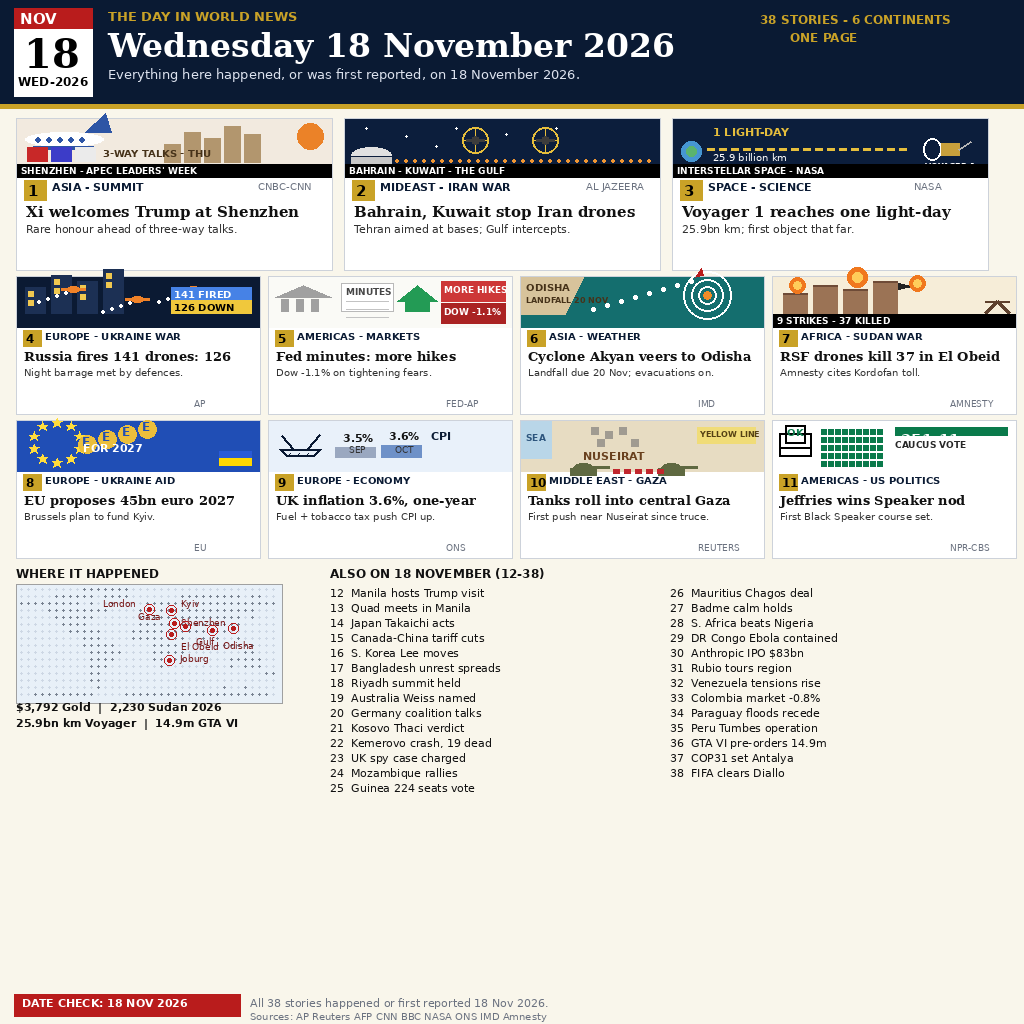 NOV
18
WED-2026
THE DAY IN WORLD NEWS
Wednesday 18 November 2026
Everything here happened, or was first reported, on 18 November 2026.
38 STORIES - 6 CONTINENTS
ONE PAGE
3-WAY TALKS - THU
SHENZHEN - APEC LEADERS' WEEK
1 ASIA - SUMMIT CNBC-CNN
Xi welcomes Trump at Shenzhen
Rare honour ahead of three-way talks.
BAHRAIN - KUWAIT - THE GULF
2 MIDEAST - IRAN WAR AL JAZEERA
Bahrain, Kuwait stop Iran drones
Tehran aimed at bases; Gulf intercepts.
1 LIGHT-DAY
25.9 billion km
INTERSTELLAR SPACE - NASA
3 SPACE - SCIENCE NASA
Voyager 1 reaches one light-day
25.9bn km; first object that far.
141 FIRED
126 DOWN
4 EUROPE - UKRAINE WAR
Russia fires 141 drones: 126
Night barrage met by defences.
AP
MINUTES
MORE HIKES
DOW -1.1%
5 AMERICAS - MARKETS
Fed minutes: more hikes
Dow -1.1% on tightening fears.
FED-AP
ODISHA
LANDFALL 20 NOV
6 ASIA - WEATHER
Cyclone Akyan veers to Odisha
Landfall due 20 Nov; evacuations on.
IMD
9 STRIKES - 37 KILLED
7 AFRICA - SUDAN WAR
RSF drones kill 37 in El Obeid
Amnesty cites Kordofan toll.
AMNESTY
E E E E
FOR 2027
8 EUROPE - UKRAINE AID
EU proposes 45bn euro 2027
Brussels plan to fund Kyiv.
EU
3.5% 3.6% CPI
SEP OCT
9 EUROPE - ECONOMY
UK inflation 3.6%, one-year
Fuel + tobacco tax push CPI up.
ONS
SEA
YELLOW LINE
NUSEIRAT
10 MIDDLE EAST - GAZA
Tanks roll into central Gaza
First push near Nuseirat since truce.
REUTERS
OK
CAUCUS VOTE
11 AMERICAS - US POLITICS
Jeffries wins Speaker nod
First Black Speaker course set.
NPR-CBS
WHERE IT HAPPENED
London
Kyiv
Gaza
Shenzhen
Gulf
El Obeid
Odisha
Joburg
$3,792 Gold | 2,230 Sudan 2026
25.9bn km Voyager | 14.9m GTA VI
ALSO ON 18 NOVEMBER (12-38)
12 Manila hosts Trump visit
13 Quad meets in Manila
14 Japan Takaichi acts
15 Canada-China tariff cuts
16 S. Korea Lee moves
17 Bangladesh unrest spreads
18 Riyadh summit held
19 Australia Weiss named
20 Germany coalition talks
21 Kosovo Thaci verdict
22 Kemerovo crash, 19 dead
23 UK spy case charged
24 Mozambique rallies
25 Guinea 224 seats vote
26 Mauritius Chagos deal
27 Badme calm holds
28 S. Africa beats Nigeria
29 DR Congo Ebola contained
30 Anthropic IPO $83bn
31 Rubio tours region
32 Venezuela tensions rise
33 Colombia market -0.8%
34 Paraguay floods recede
35 Peru Tumbes operation
36 GTA VI pre-orders 14.9m
37 COP31 set Antalya
38 FIFA clears Diallo
DATE CHECK: 18 NOV 2026
All 38 stories happened or first reported 18 Nov 2026.
Sources: AP Reuters AFP CNN BBC NASA ONS IMD Amnesty